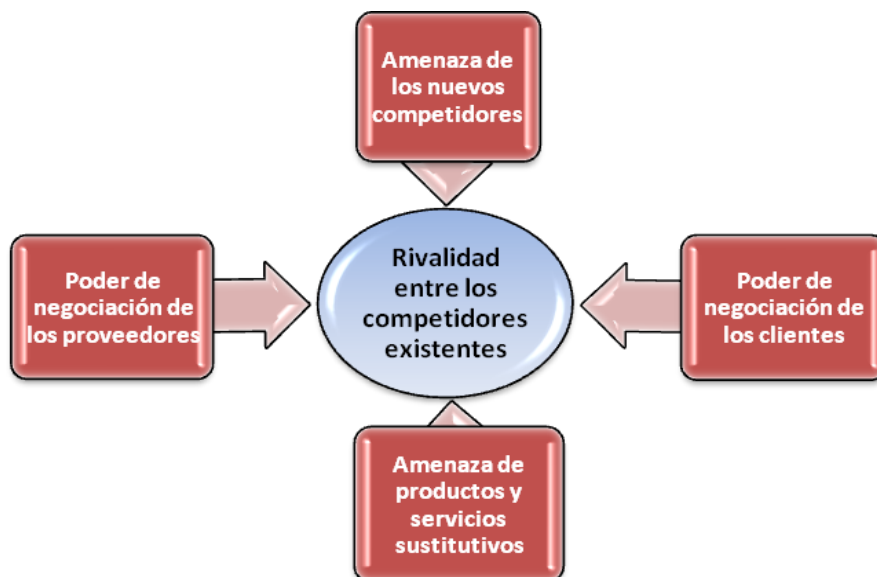 Amenaza de
los nuevos
competidores
Poder de
negociación de
los proveedores
Rivalidad
entre los
competidores
existentes
Poder de
negociación de
los clientes
Amenaza de
productos y
servicios
sustitutivos